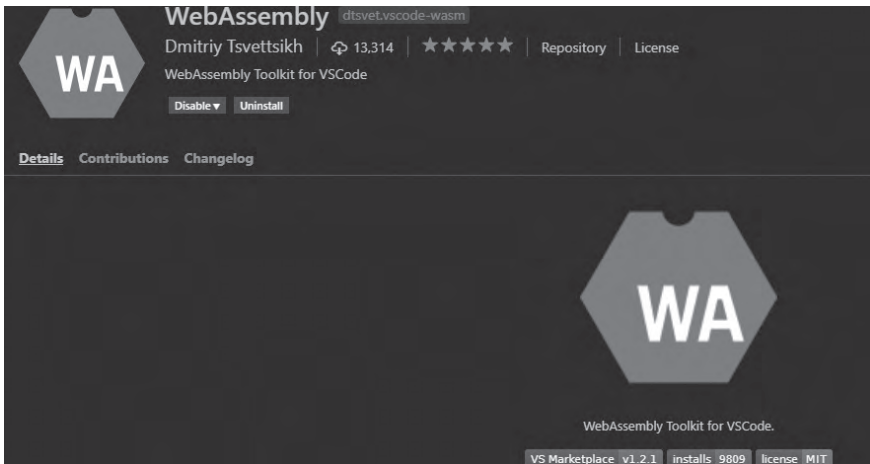 WebAssembly dtsvet.vscode-wasm
WA
Dmitriy Tsvettsikh 13,314 ★★★★★ Repository License
WebAssembly Toolkit for VSCode
Disable▼ Uninstall
Details Contributions Changelog
WA
WebAssembly Toolkit for VSCode.
VS Marketplace v1.2.1 installs 9809 license MIT